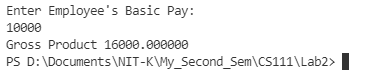 Enter Employee's Basic Pay:
10000
Gross Product 16000.000000
PS D:\Documents\NIT-K\My_Second_Sem\CS111\Lab2>